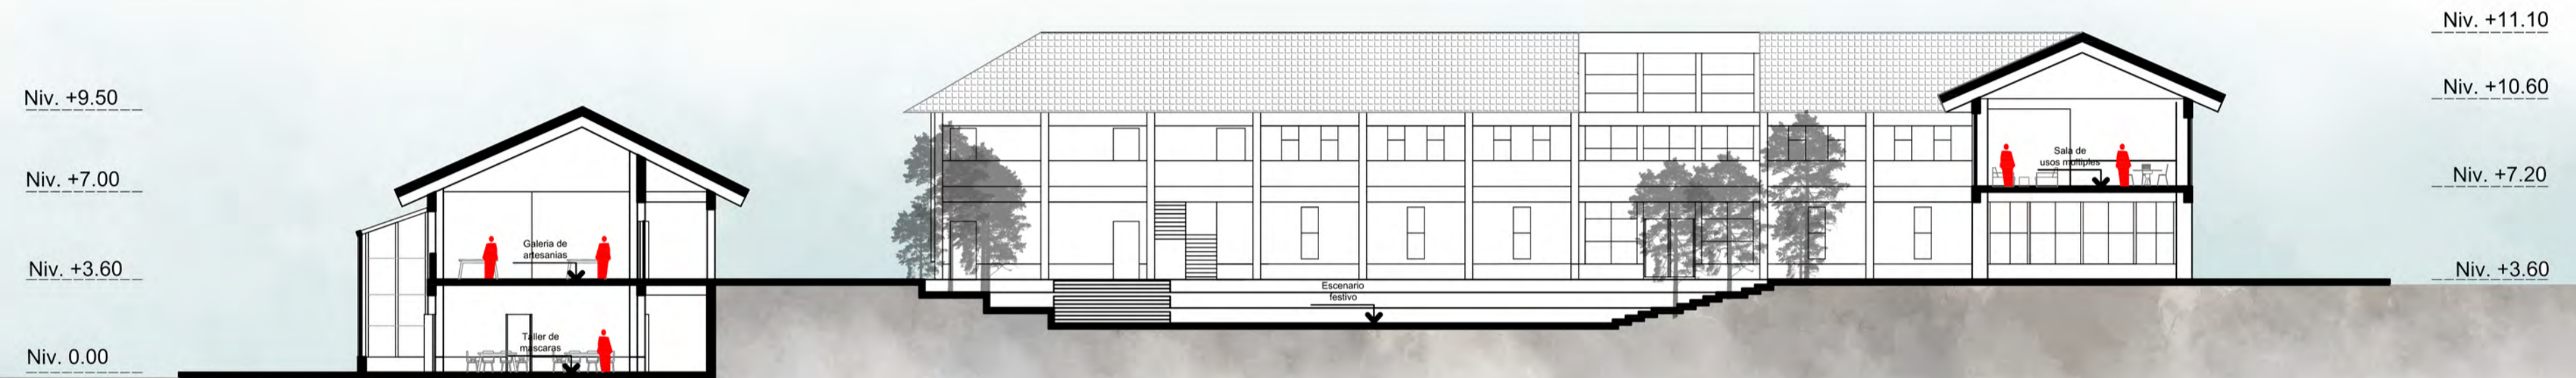 Niv. +9.50
Niv. +7.00
Niv. +3.60
Niv. 0.00
Galeria de
artesanias
Taller de
mascaras
Escenario
festivo
Sala de
usos multiples
Niv. +11.10
Niv. +10.60
Niv. +7.20
Niv. +3.60